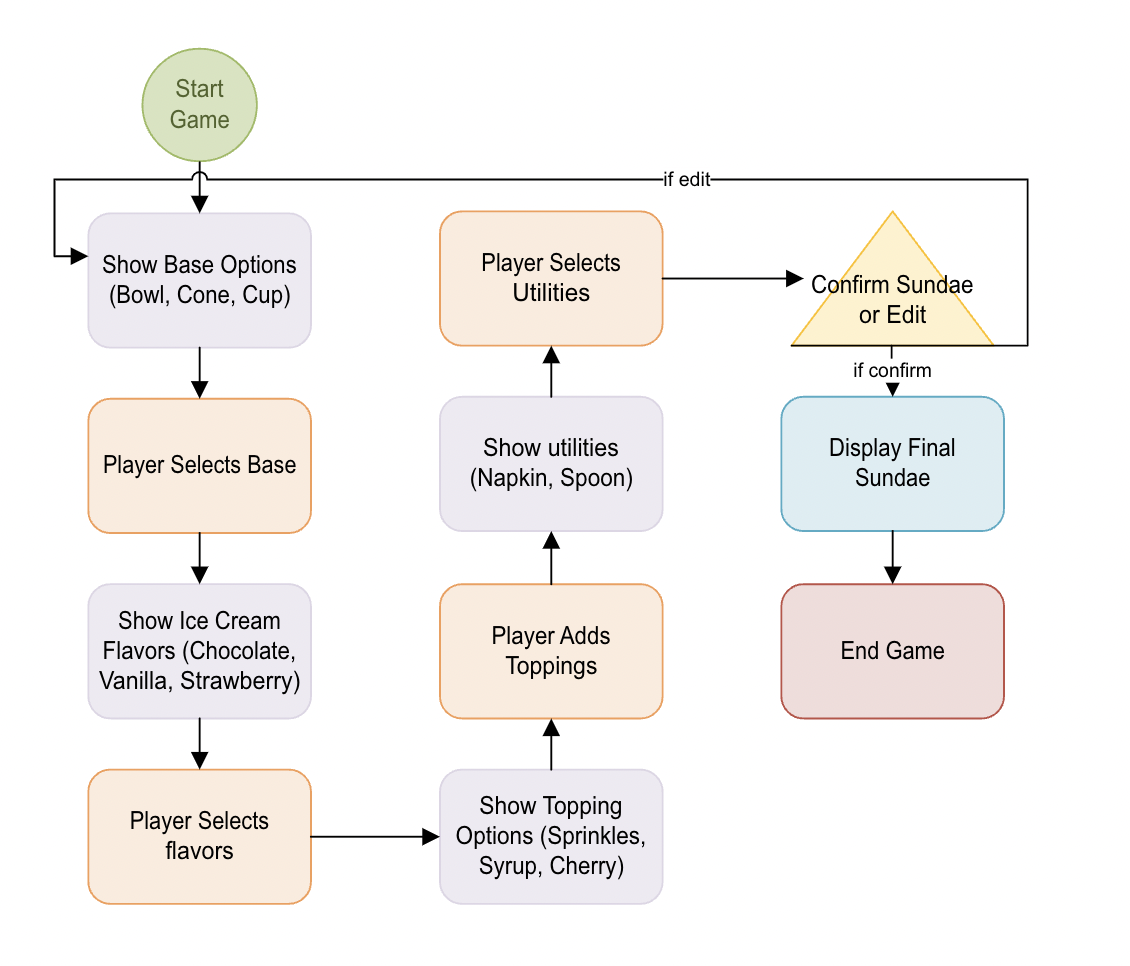 Start
Game
if edit
Show Base Options
(Bowl, Cone, Cup)
Player Selects Base
Show Ice Cream
Flavors (Chocolate,
Vanilla, Strawberry)
Player Selects
flavors
Show Topping
Options (Sprinkles,
Syrup, Cherry)
Player Adds
Toppings
Show utilities
(Napkin, Spoon)
Player Selects
Utilities
Confirm Sundae
or Edit
if confirm
Display Final
Sundae
End Game